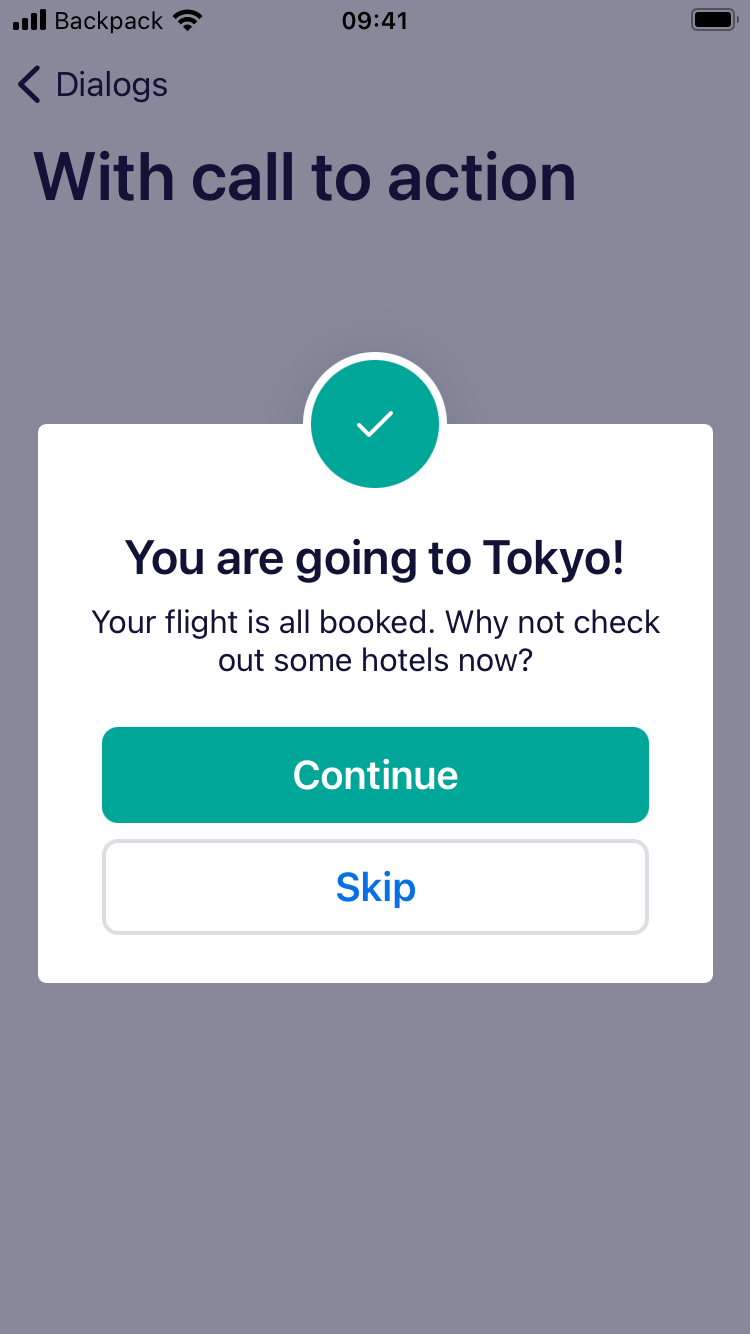 Backpack 09:41
Dialogs
With call to action
You are going to Tokyo!
Your flight is all booked. Why not check
out some hotels now?
Continue
Skip